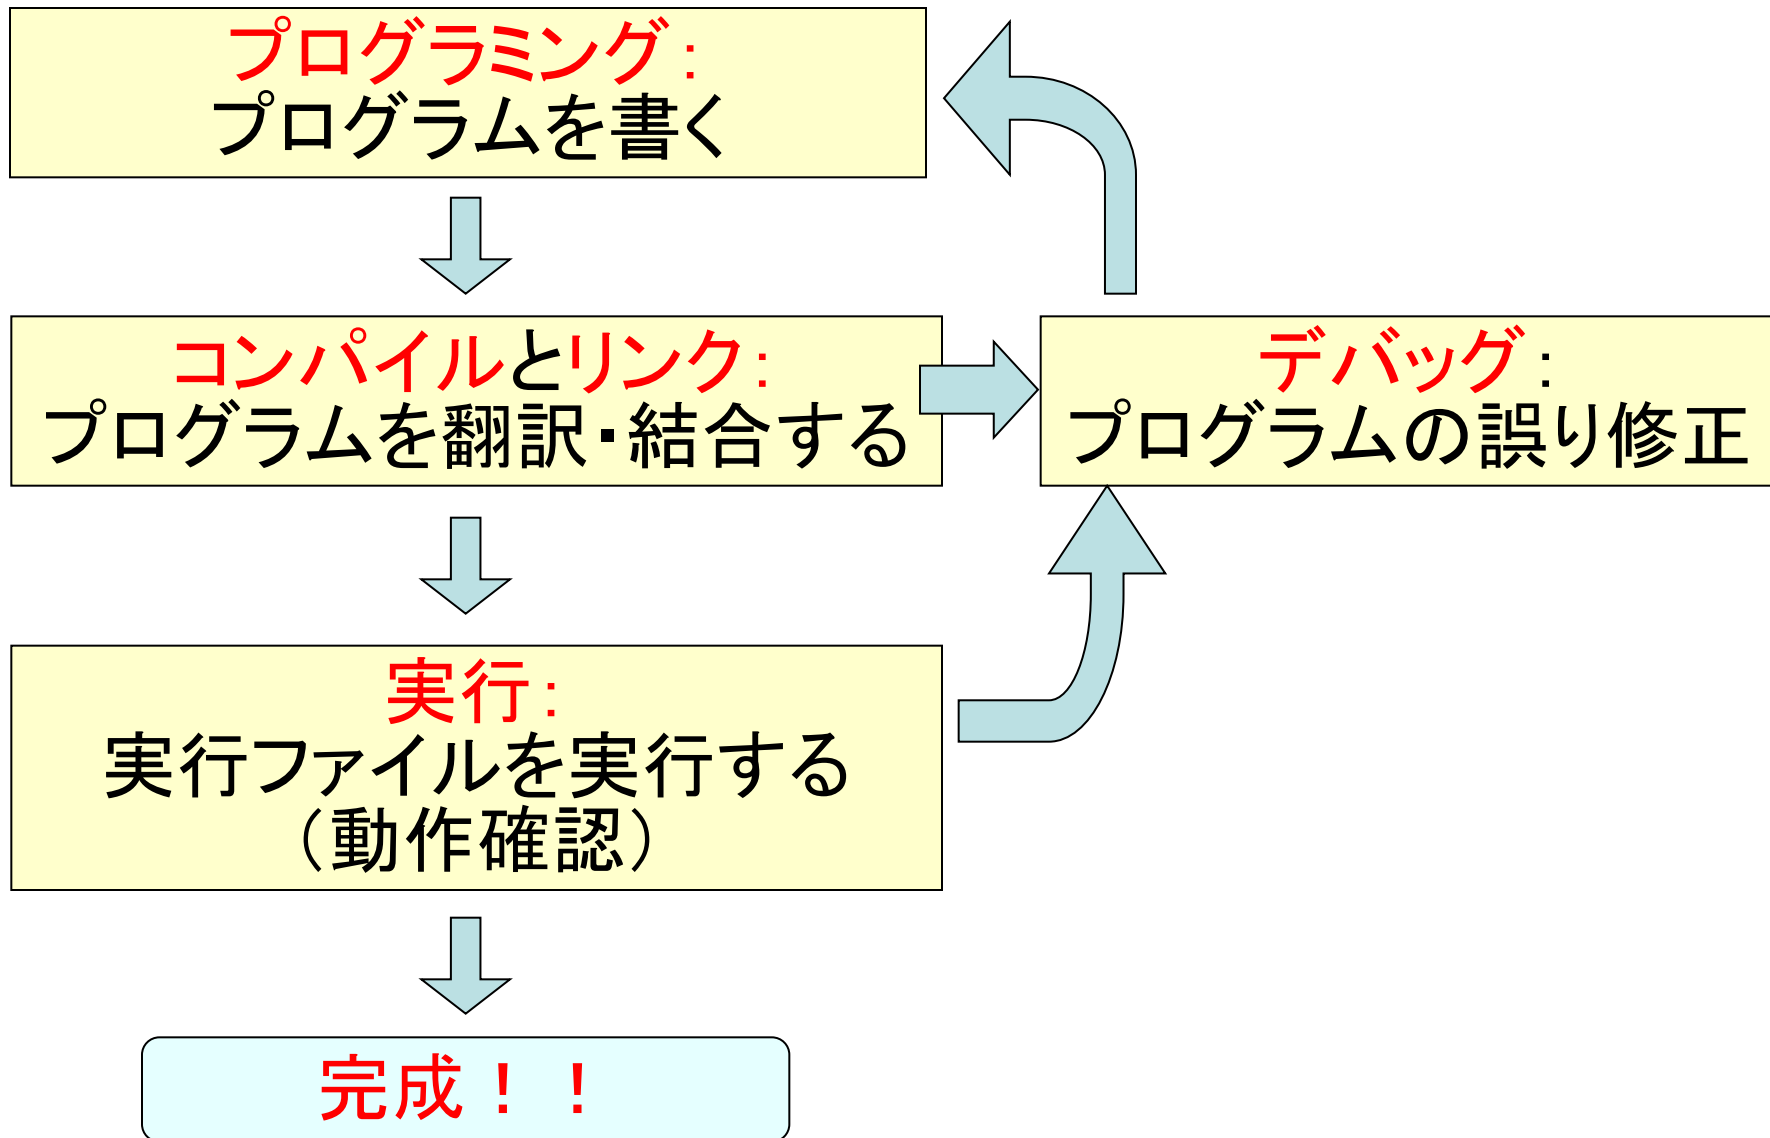 プログラミング：
プログラムを書く
コンパイルとリンク：
プログラムを翻訳・結合する
デバッグ：
プログラムの誤り修正
実行：
実行ファイルを実行する
（動作確認）
完成！！